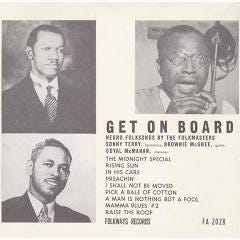 GET ON BOARD
NEGRO FOLKSONGS BY THE FOLKMASTERS
SONNY TERRY, harmonica, BROWNIE McGHEE, guitar,
COYAL McMAHAN, maracas
THE MIDNIGHT SPECIAL
RISING SUN
IN HIS CARE
PREACHIN'
I SHALL NOT BE MOVED
PICK A BALE OF COTTON
A MAN IS NOTHING BUT A FOOL
MAMMA BLUES #2
RAISE THE ROOF
FOLKWAYS RECORDS FA 2028